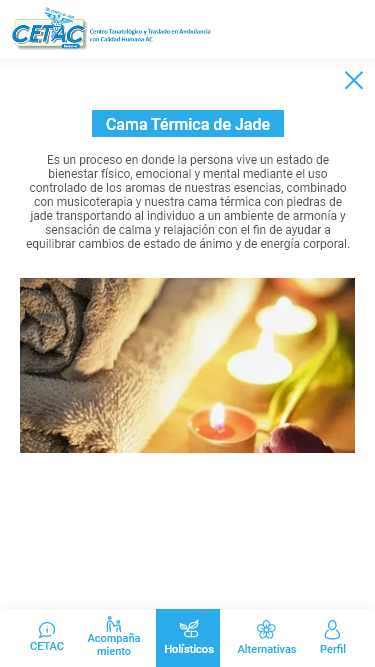 CETAC
Centro Tanatológico y Traslado en Ambulancia
con Calidad Humana AC
Cama Térmica de Jade
Es un proceso en donde la persona vive un estado de
bienestar físico, emocional y mental mediante el uso
controlado de los aromas de nuestras esencias, combinado
con musicoterapia y nuestra cama térmica con piedras de
jade transportando al individuo a un ambiente de armonía y
sensación de calma y relajación con el fin de ayudar a
equilibrar cambios de estado de ánimo y de energía corporal.
CETAC
Acompaña
miento
Holísticos
Alternativas
Perfil